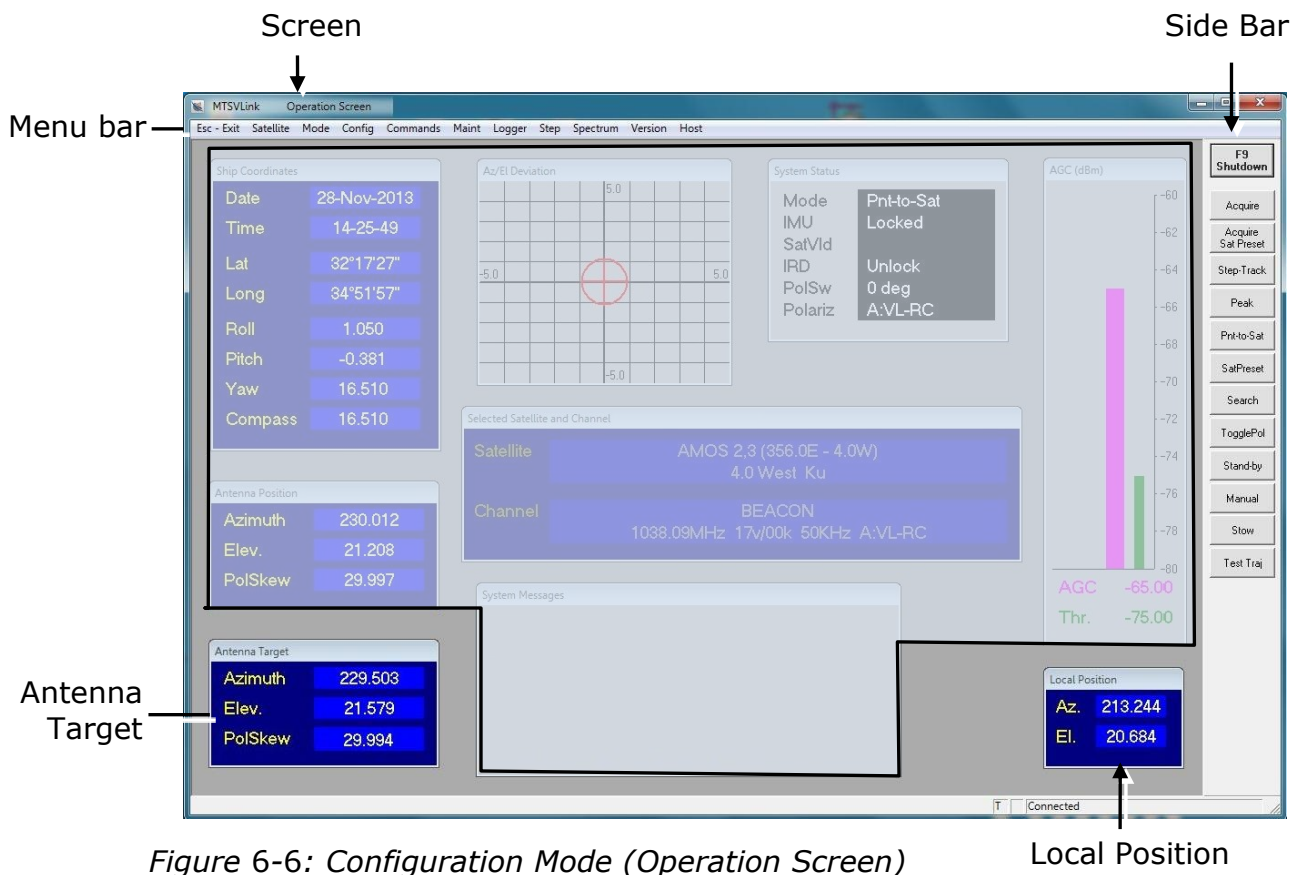 Screen
Side Bar
MTSVLink Operation Screen
Menu bar
Esc - Exit Satellite Mode Config Commands Maint Logger Step Spectrum Version Host
Ship Coordinates
Date 28-Nov-2013
Time 14-25-49
Lat 32°17'27"
Long 34°51'57"
Roll 1.050
Pitch -0.381
Yaw 16.510
Compass 16.510
Az/El Deviation
5.0
-5.0
5.0
-5.0
System Status
Mode Pnt-to-Sat
IMU Locked
SatVld
IRD Unlock
PolSw 0 deg
Polariz A:VL-RC
AGC (dBm)
-60
-62
-64
-66
-68
-70
-72
-74
-76
-78
-80
AGC -65.00
Thr. -75.00
F9
Shutdown
Acquire
Acquire
Sat Preset
Step-Track
Peak
Pnt-to-Sat
SatPreset
Search
TogglePol
Stand-by
Manual
Stow
Test Traj
Selected Satellite and Channel
Satellite AMOS 2,3 (356.0E - 4.0W)
4.0 West Ku
Channel BEACON
1038.09MHz 17v/00k 50KHz A:VL-RC
Antenna Position
Azimuth 230.012
Elev. 21.208
PolSkew 29.997
System Messages
Antenna Target
Azimuth 229.503
Elev. 21.579
PolSkew 29.994
Antenna
Target
Local Position
Az. 213.244
El. 20.684
T Connected
Local Position
Figure 6-6: Configuration Mode (Operation Screen)